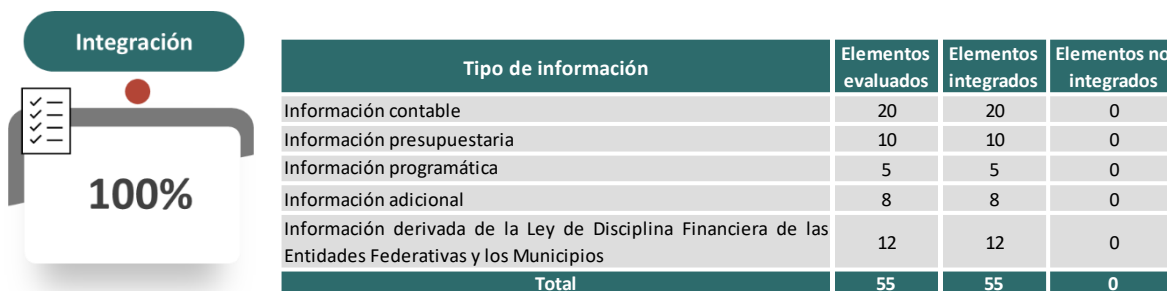 Integración
100%
Tipo de información Elementos evaluados Elementos integrados Elementos no integrados
Información contable 20 20 0
Información presupuestaria 10 10 0
Información programática 5 5 0
Información adicional 8 8 0
Información derivada de la Ley de Disciplina Financiera de las
Entidades Federativas y los Municipios 12 12 0
Total 55 55 0